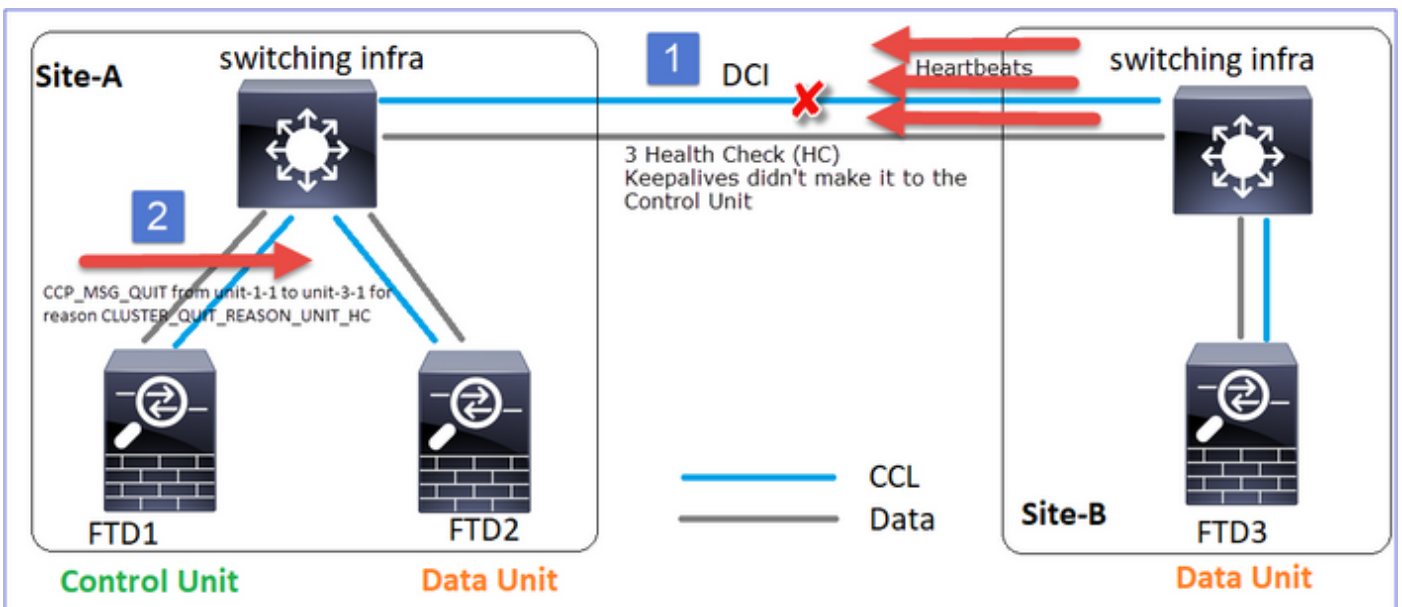 Site-A
switching infra
1
DCI
Heartbeats
switching infra
3 Health Check (HC)
Keepalives didn't make it to the
Control Unit
2
CCP_MSG_QUIT from unit-1-1 to unit-3-1 for
reason CLUSTER_QUIT_REASON_UNIT_HC
FTD1
Control Unit
FTD2
Data Unit
CCL
Data
Site-B
FTD3
Data Unit